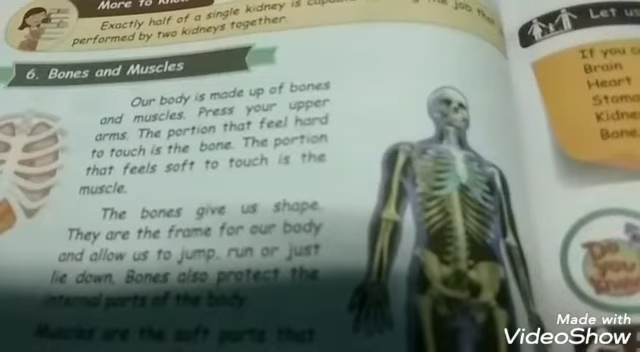 More to Know
Exactly half of a single kidney is capable the job that
performed by two kidneys together.
6. Bones and Muscles
Our body is made up of bones
and muscles. Press your upper
arms. The portion that feel hard
to touch is the bone. The portion
that feels soft to touch is the
muscle.
The bones give us shape.
They are the frame for our body
and allow us to jump, run or just
lie down. Bones also protect the
internal parts of the body.
Muscles are the soft parts that
Let us
If you
Brain
Heart
Stoma
Kidne
Bone
Do
you
Know
Made with
VideoShow